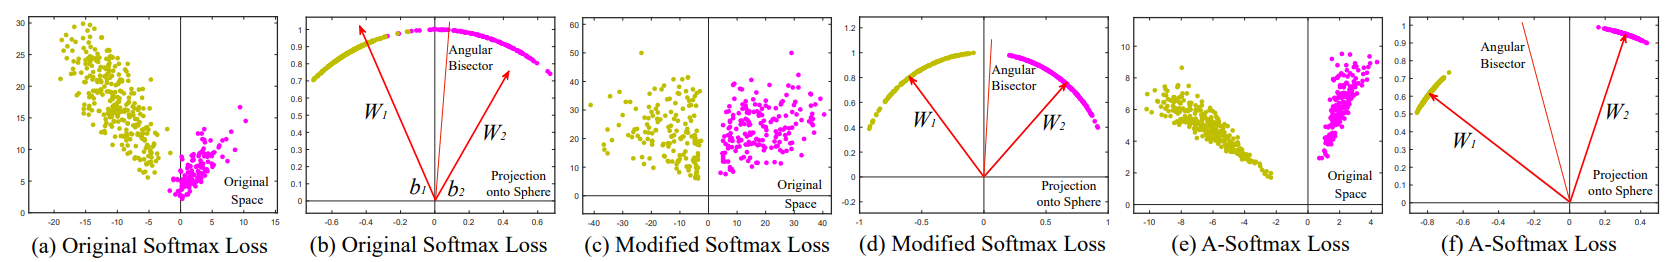 30
25
20
15
10
5
0
-20
-15
-10
-5
0
5
10
15
Original
Space
(a) Original Softmax Loss
1
0.9
0.8
0.7
0.6
0.5
0.4
0.3
0.2
0.1
0
-0.6
-0.4
-0.2
0
0.2
0.4
0.6
Angular
Bisector
W1
W2
b1
b2
Projection
onto Sphere
(b) Original Softmax Loss
60
50
40
30
20
10
0
-40
-30
-20
-10
0
10
20
30
40
Original
Space
(c) Modified Softmax Loss
1.2
1
0.8
0.6
0.4
0.2
0
-0.2
-1
-0.5
0
0.5
1
Angular
Bisector
W1
W2
Projection
onto Sphere
(d) Modified Softmax Loss
10
8
6
4
2
0
-10
-8
-6
-4
-2
0
2
4
Original
Space
(e) A-Softmax Loss
1
0.9
0.8
0.7
0.6
0.5
0.4
0.3
0.2
0.1
0
-0.8
-0.6
-0.4
-0.2
0
0.2
0.4
Angular
Bisector
W1
W2
Projection
onto Sphere
(f) A-Softmax Loss